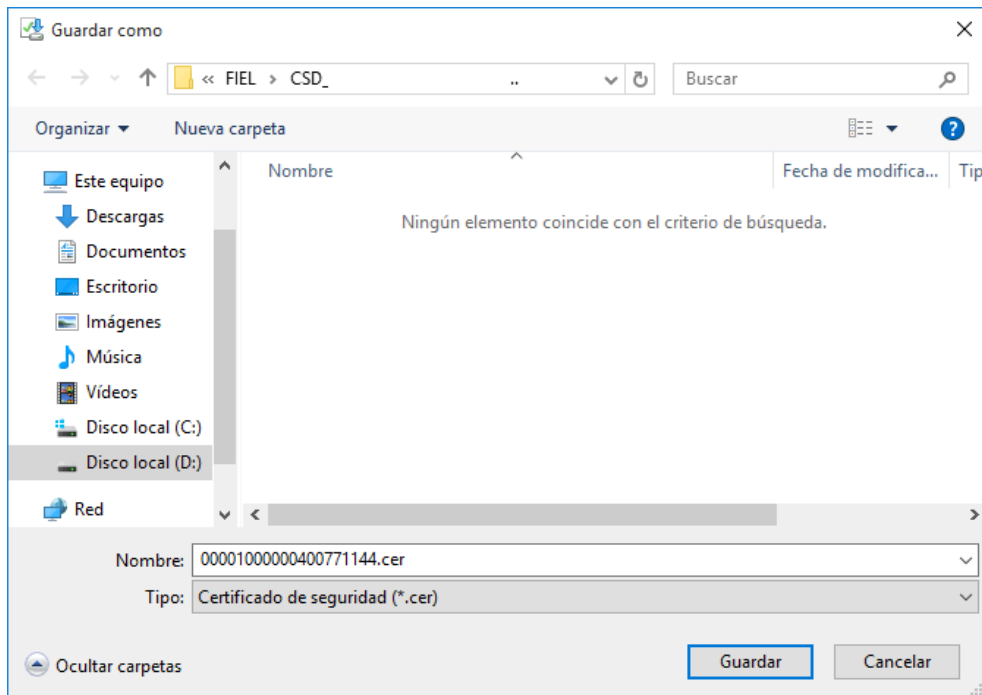 Guardar como
« FIEL > CSD_ .. Buscar
Organizar Nueva carpeta ?
Este equipo
Descargas
Documentos
Escritorio
Imágenes
Música
Vídeos
Disco local (C:)
Disco local (D:)
Red
Nombre Fecha de modifica... Tip
Ningún elemento coincide con el criterio de búsqueda.
Nombre: 00001000000400771144.cer
Tipo: Certificado de seguridad (*.cer)
Ocultar carpetas Guardar Cancelar